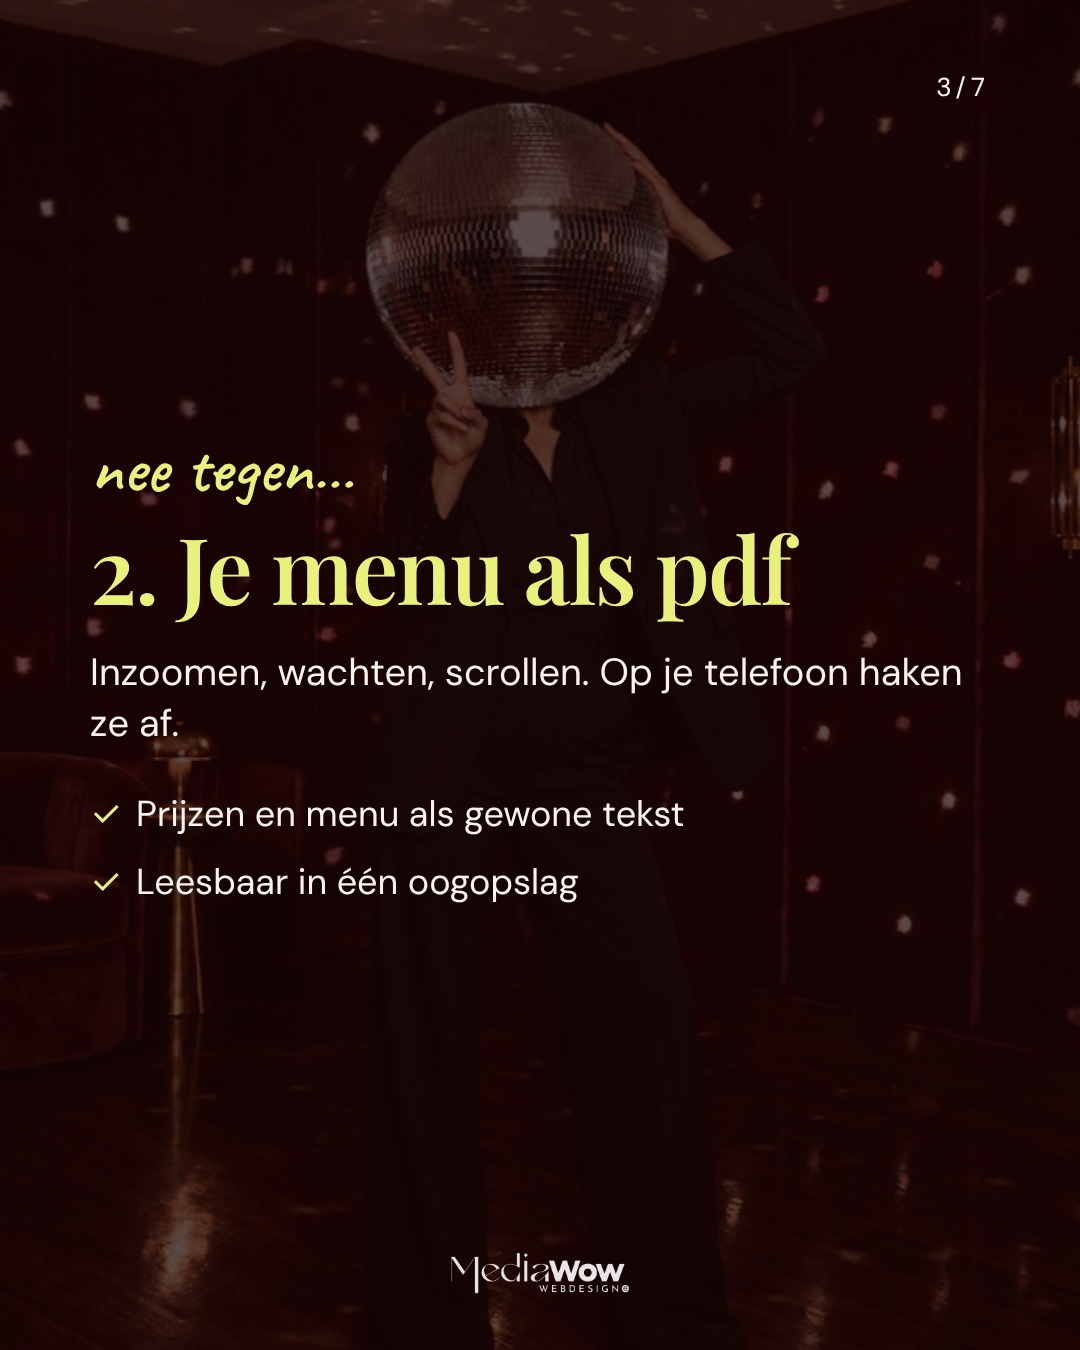 3/7
nee tegen...
2. Je menu als pdf
Inzoomen, wachten, scrollen. Op je telefoon haken
ze af.
✓ Prijzen en menu als gewone tekst
✓ Leesbaar in één oogopslag
MediaWow
WEBDESIGN